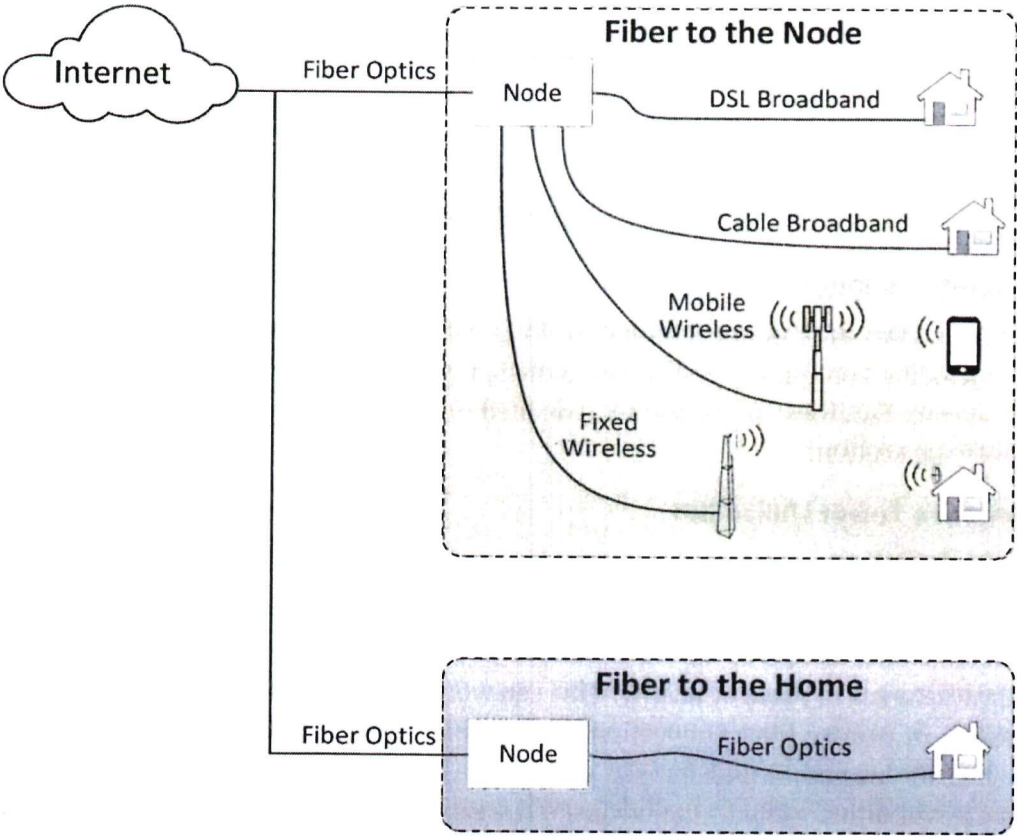 Fiber to the Node
Internet
Fiber Optics
Node
DSL Broadband
Cable Broadband
Mobile
Wireless
Fixed
Wireless
Fiber to the Home
Fiber Optics
Node
Fiber Optics